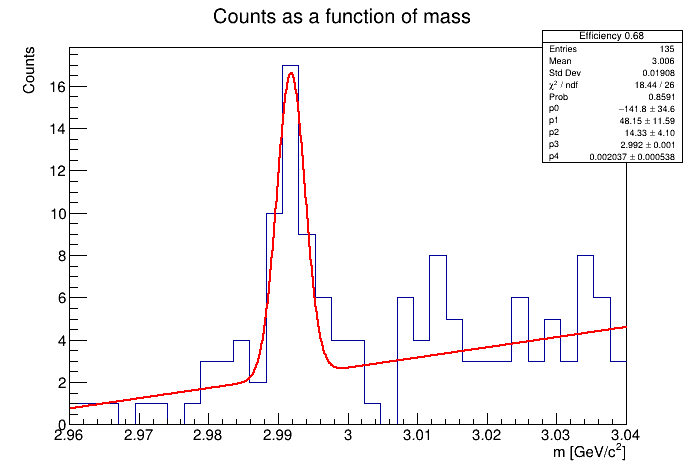 Counts as a function of mass
Efficiency 0.68
Entries 135
Mean 3.006
Std Dev 0.01908
χ² / ndf 18.44 / 26
Prob 0.8591
p0 −141.8 ± 34.6
p1 48.15 ± 11.59
p2 14.33 ± 4.10
p3 2.992 ± 0.001
p4 0.002037 ± 0.000538
Counts
16
14
12
10
8
6
4
2
0
2.96 2.97 2.98 2.99 3 3.01 3.02 3.03 3.04
m [GeV/c²]